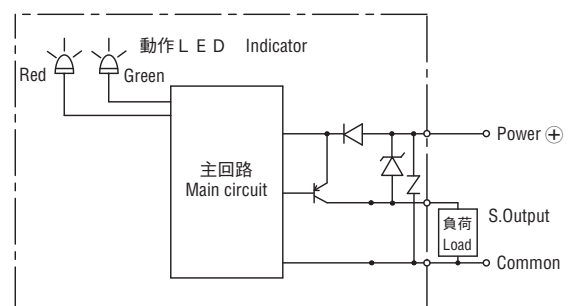 動作ＬＥＤ Indicator
Red
Green
Power ⊕
主回路
Main circuit
S.Output
負荷
Load
Common